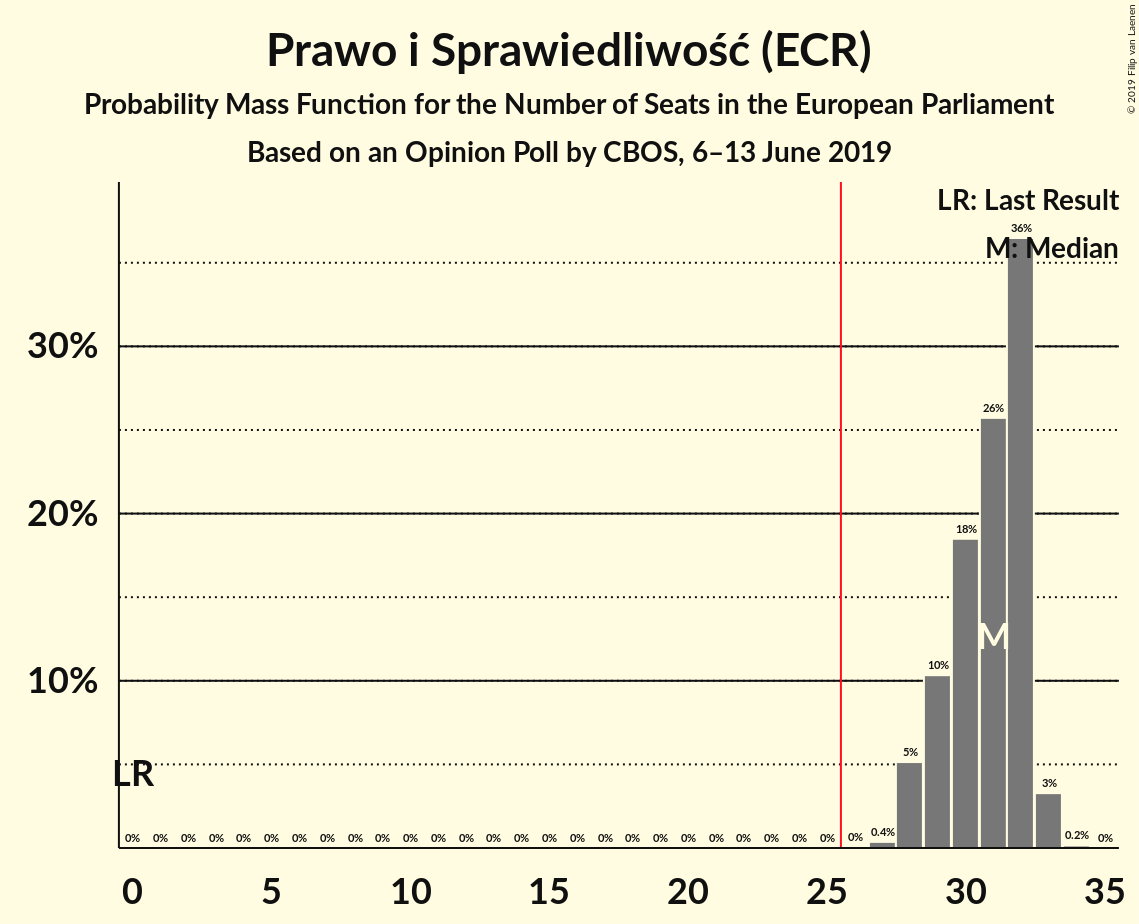 Prawo i Sprawiedliwość (ECR)
Probability Mass Function for the Number of Seats in the European Parliament
Based on an Opinion Poll by CBOS, 6–13 June 2019
© 2019 Filip van Laenen
LR: Last Result
M: Median
36%
30%
26%
20%
18%
M
10%
10%
5%
LR
3%
0% 0% 0% 0% 0% 0% 0% 0% 0% 0% 0% 0% 0% 0% 0% 0% 0% 0% 0% 0% 0% 0% 0% 0% 0% 0% 0% 0.4% 0.2% 0%
0 5 10 15 20 25 30 35